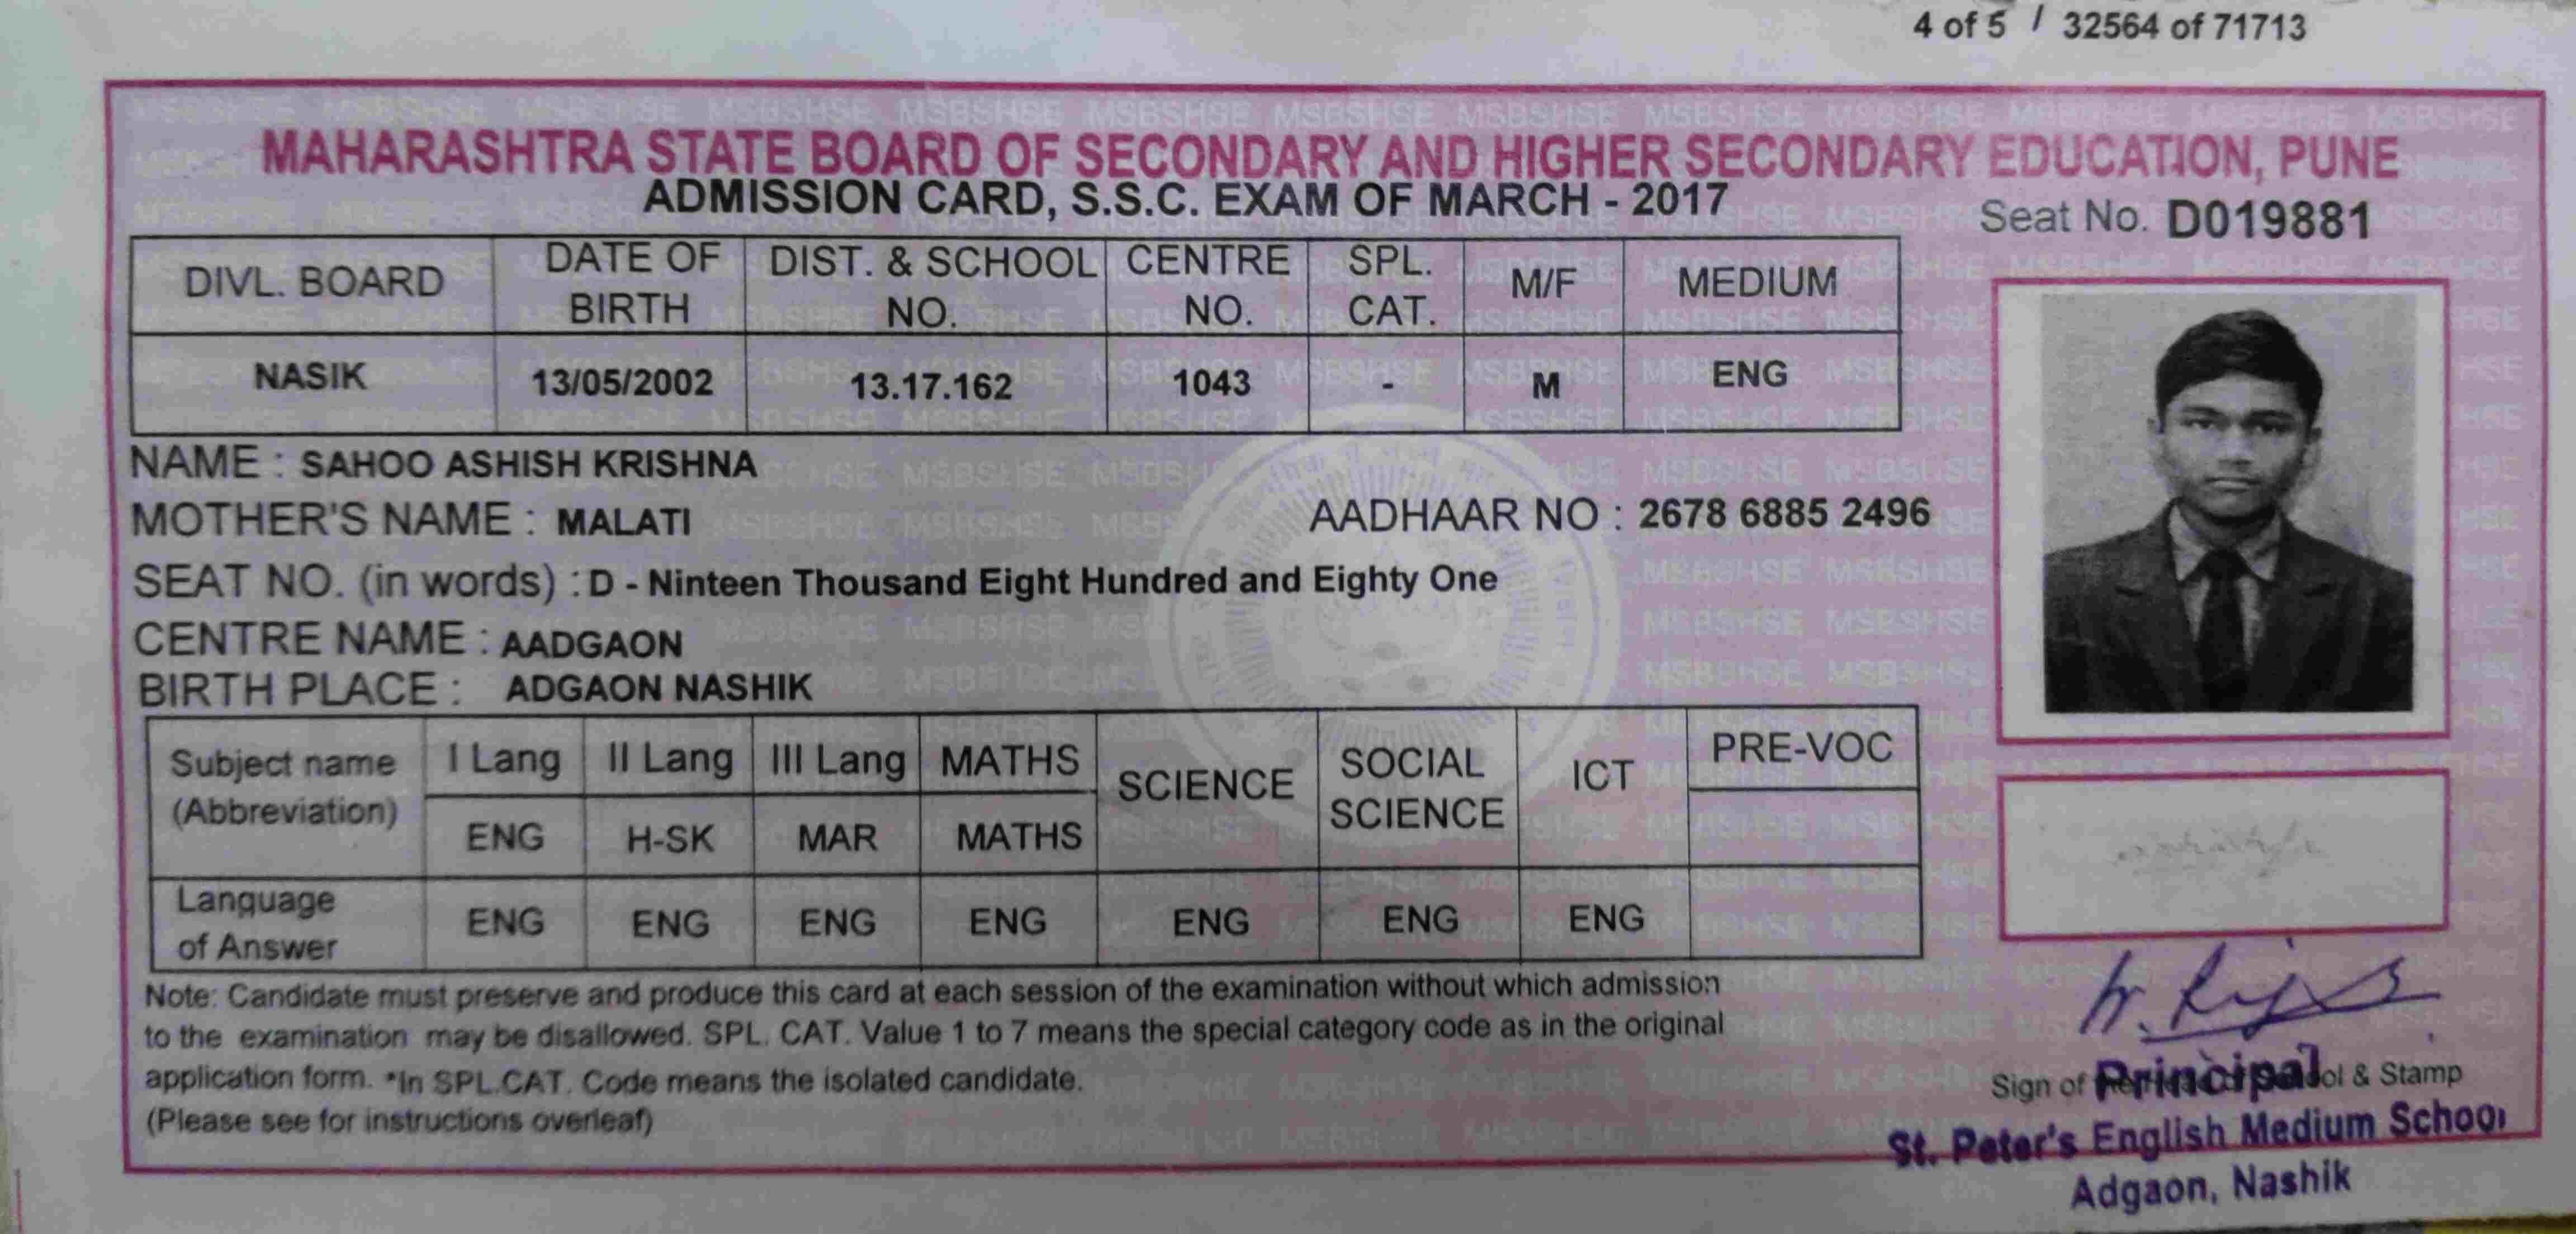 4 of 5 / 32564 of 71713
MAHARASHTRA STATE BOARD OF SECONDARY AND HIGHER SECONDARY EDUCATION, PUNE
ADMISSION CARD, S.S.C. EXAM OF MARCH - 2017
Seat No. D019881
DIVL. BOARD DATE OF BIRTH DIST. & SCHOOL NO. CENTRE NO. SPL. CAT. M/F MEDIUM
NASIK 13/05/2002 13.17.162 1043 - M ENG
NAME : SAHOO ASHISH KRISHNA
MOTHER'S NAME : MALATI
AADHAAR NO : 2678 6885 2496
SEAT NO. (in words) : D - Ninteen Thousand Eight Hundred and Eighty One
CENTRE NAME : AADGAON
BIRTH PLACE : ADGAON NASHIK
Subject name (Abbreviation) I Lang II Lang III Lang MATHS SCIENCE SOCIAL SCIENCE ICT PRE-VOC
ENG H-SK MAR MATHS
Language of Answer ENG ENG ENG ENG ENG ENG ENG
Note: Candidate must preserve and produce this card at each session of the examination without which admission
to the examination may be disallowed. SPL. CAT. Value 1 to 7 means the special category code as in the original
application form. *In SPL.CAT. Code means the isolated candidate.
(Please see for instructions overleaf)
Sign of & Stamp
Principal
St. Peter's English Medium School
Adgaon, Nashik